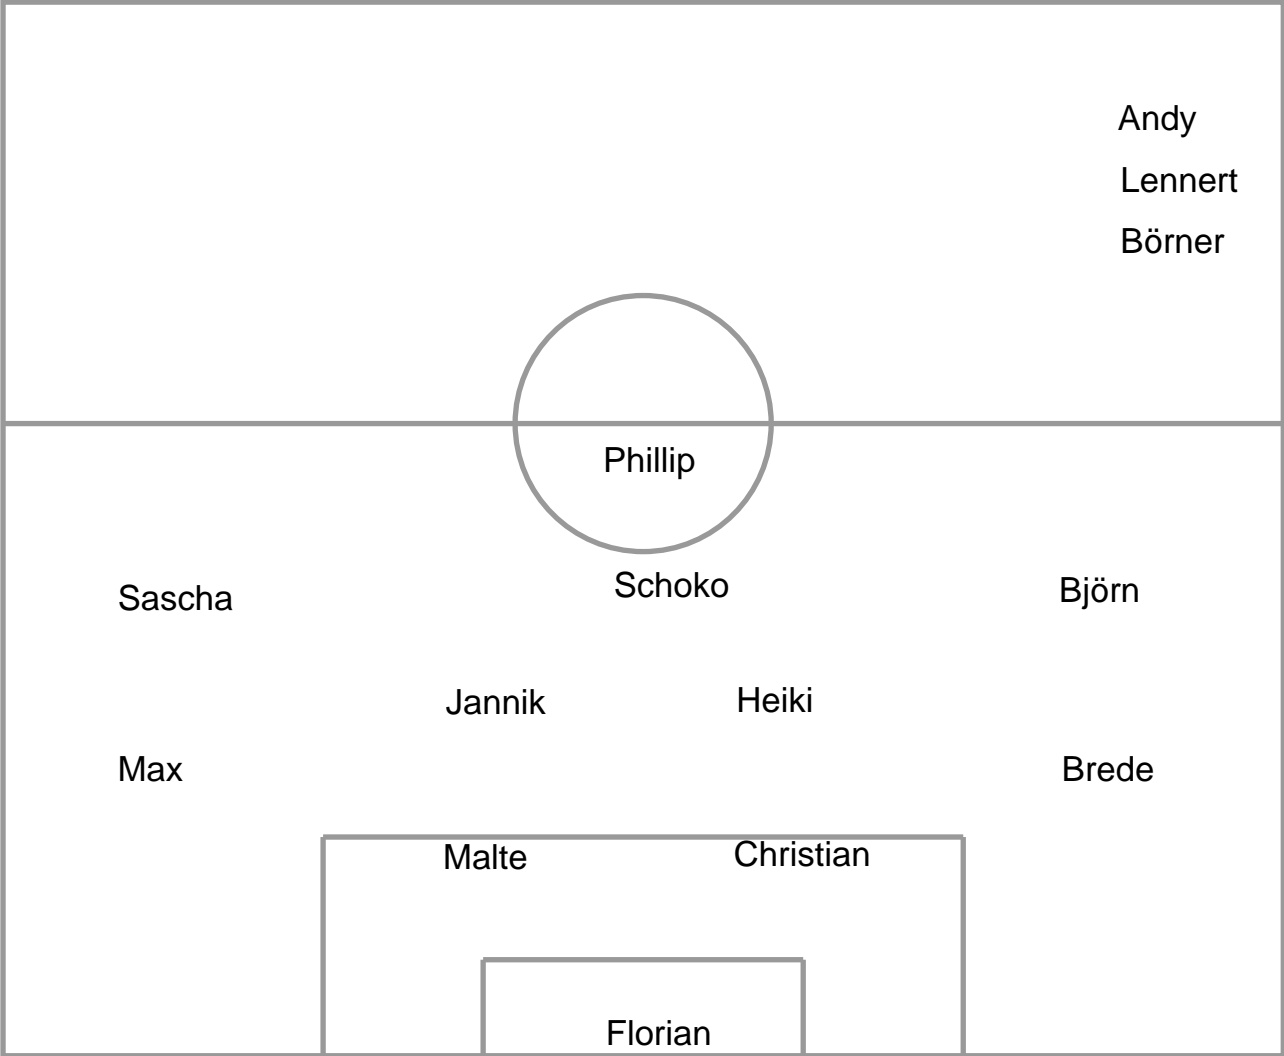 Andy
Lennert
Börner
Phillip
Sascha Schoko Björn
Jannik Heiki
Max Brede
Malte Christian
Florian